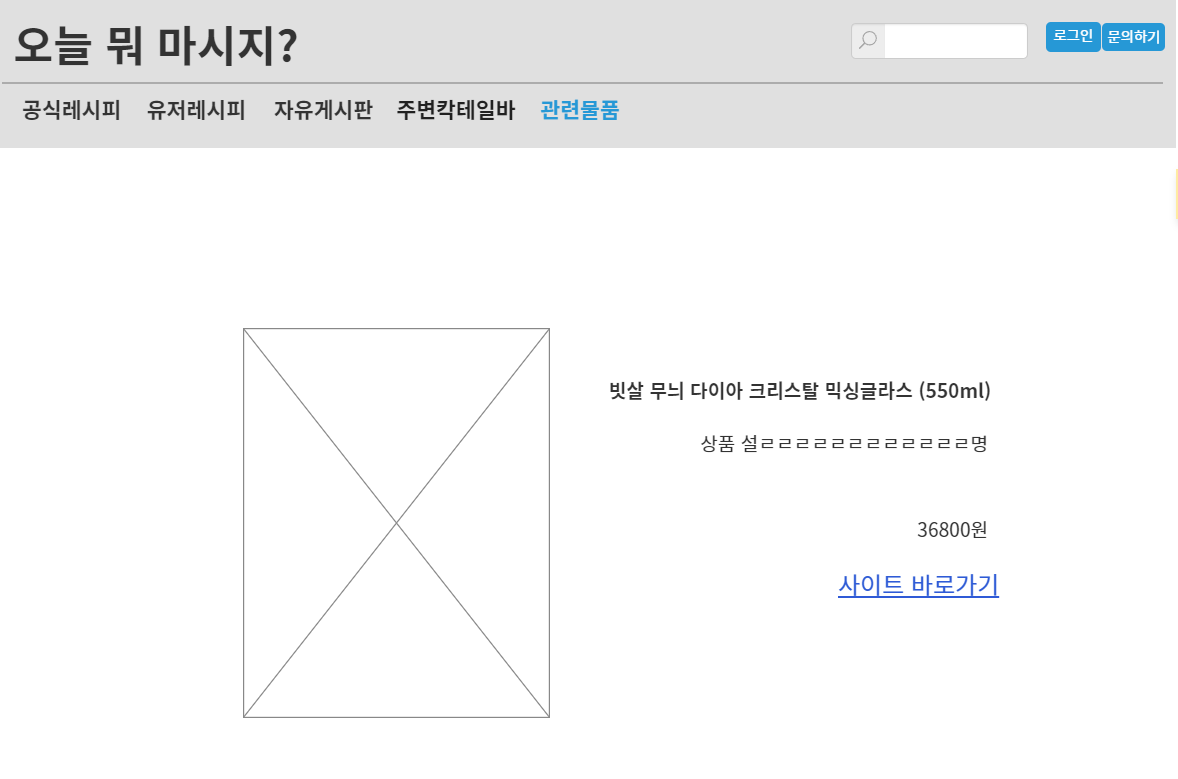 오늘 뭐 마시지?
로그인 문의하기
공식레시피 유저레시피 자유게시판 주변칵테일바 관련물품
빗살 무늬 다이아 크리스탈 믹싱글라스 (550ml)
상품 설ㄹㄹㄹㄹㄹㄹㄹㄹㄹㄹㄹㄹ명
36800원
사이트 바로가기